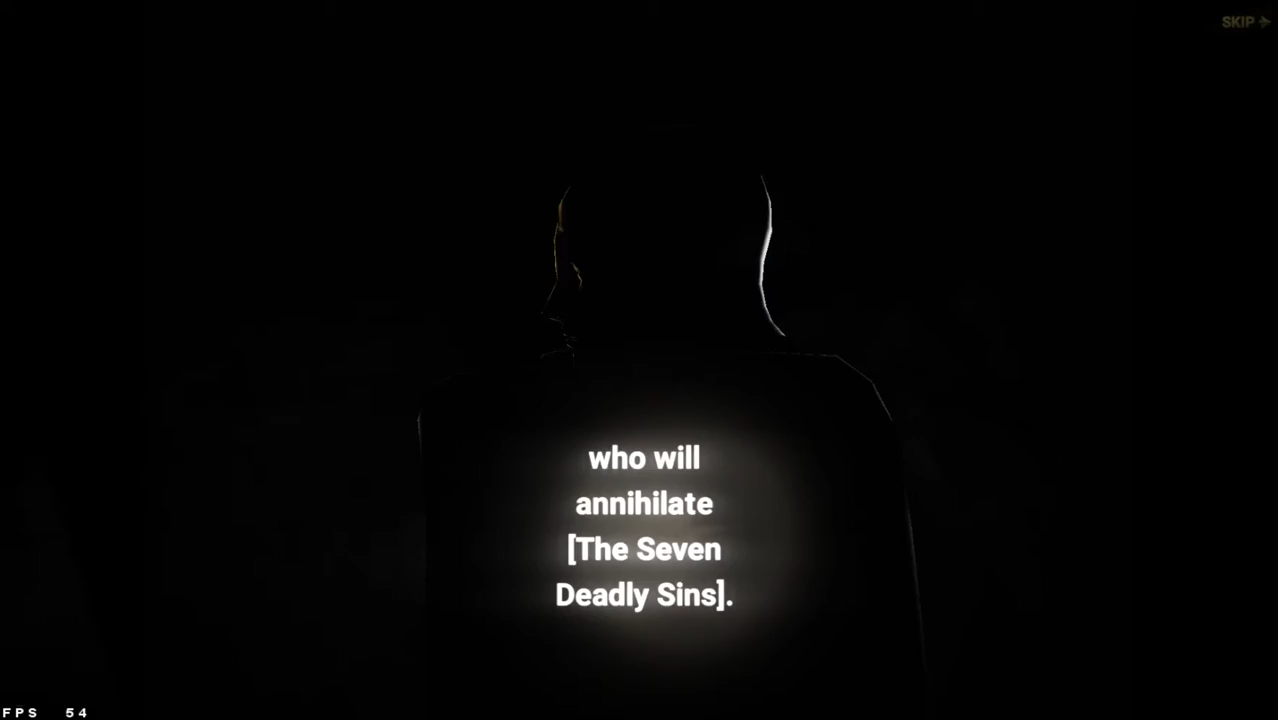 SKIP
who will
annihilate
[The Seven
Deadly Sins].
FPS 54